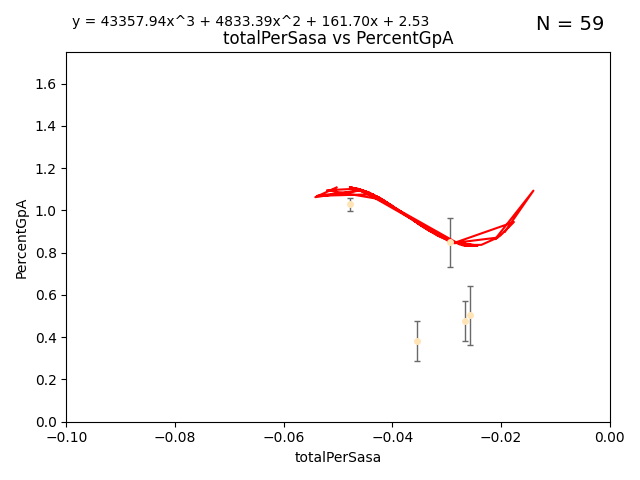 y = 43357.94x^3 + 4833.39x^2 + 161.70x + 2.53
N = 59
totalPerSasa vs PercentGpA
PercentGpA
1.6
1.4
1.2
1.0
0.8
0.6
0.4
0.2
0.0
−0.10 −0.08 −0.06 −0.04 −0.02 0.00
totalPerSasa